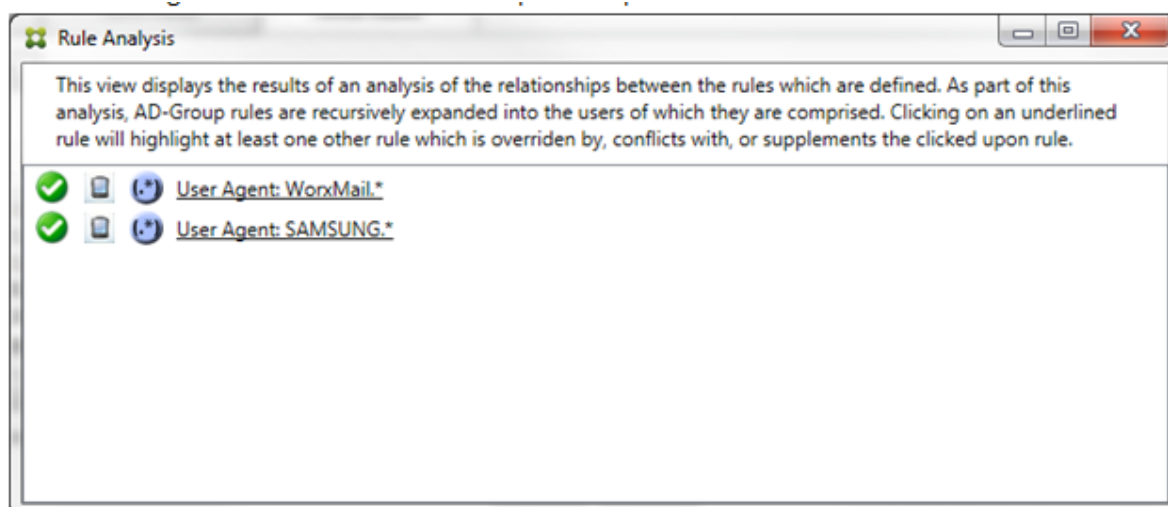 Rule Analysis
This view displays the results of an analysis of the relationships between the rules which are defined. As part of this
analysis, AD-Group rules are recursively expanded into the users of which they are comprised. Clicking on an underlined
rule will highlight at least one other rule which is overriden by, conflicts with, or supplements the clicked upon rule.
(.*) User Agent: WorxMail.*
(.*) User Agent: SAMSUNG.*